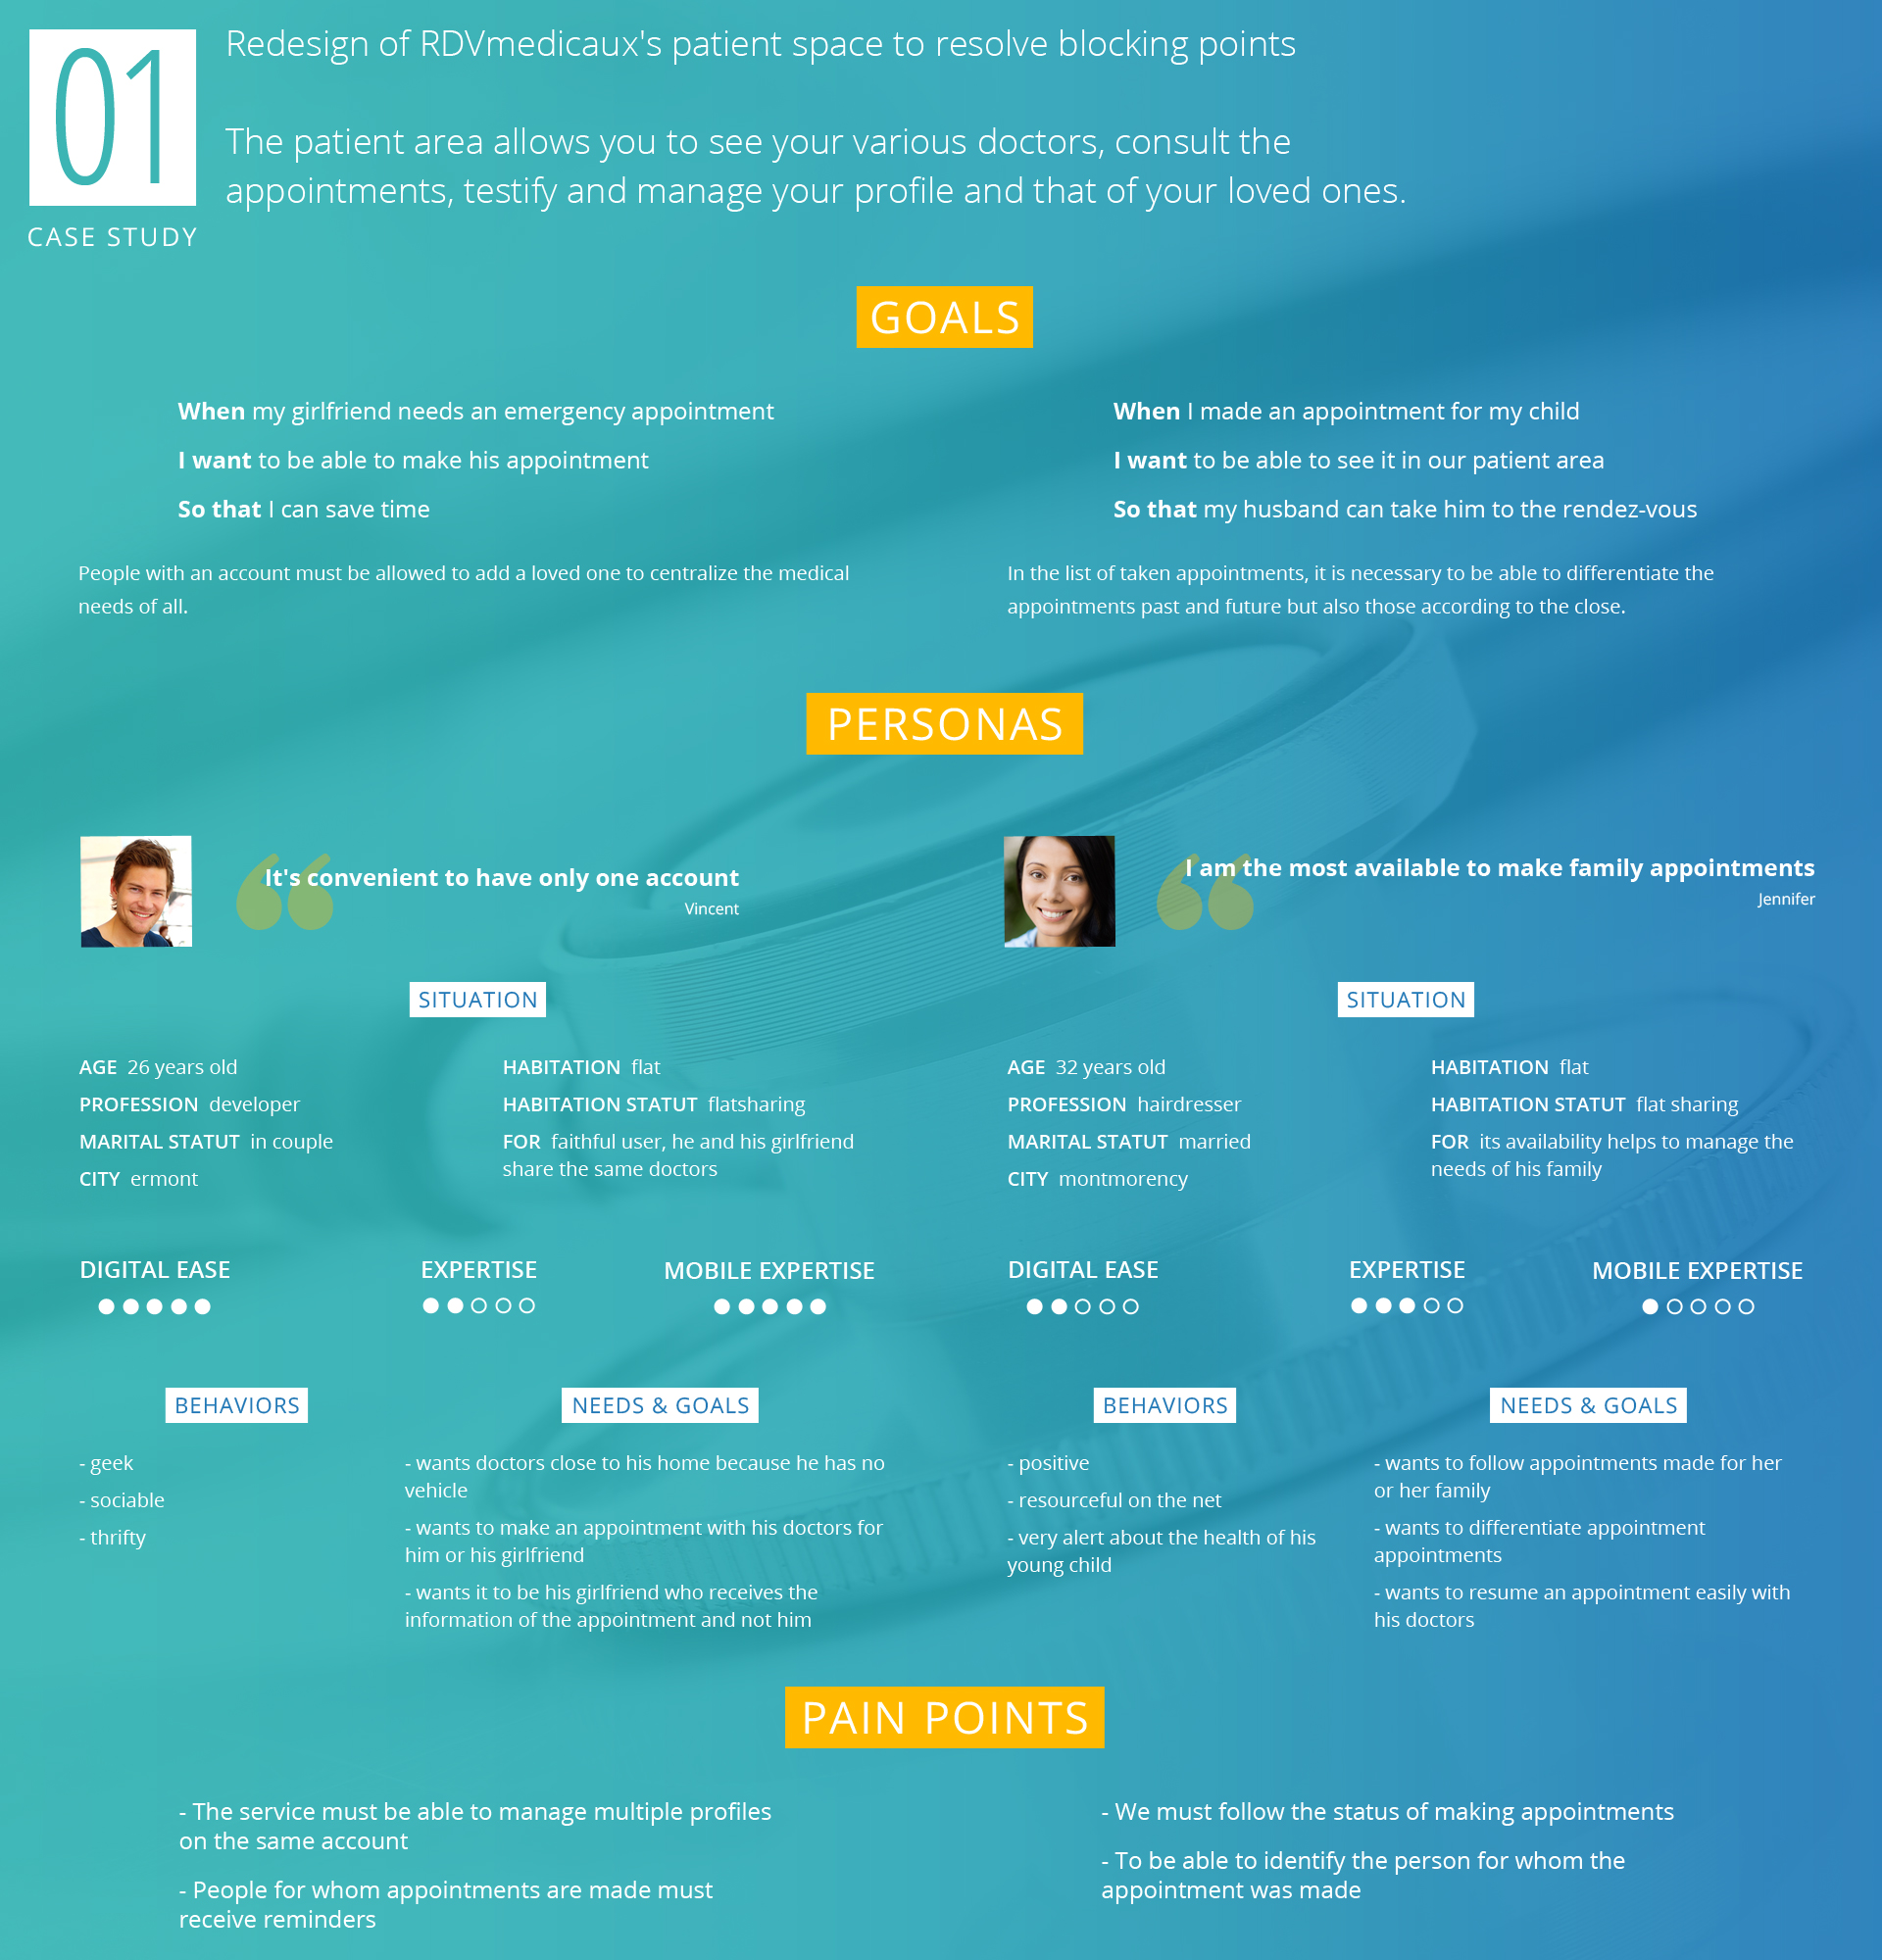 01
CASE STUDY
Redesign of RDVmedicaux's patient space to resolve blocking points
The patient area allows you to see your various doctors, consult the
appointments, testify and manage your profile and that of your loved ones.
GOALS
When my girlfriend needs an emergency appointment
I want to be able to make his appointment
So that I can save time
People with an account must be allowed to add a loved one to centralize the medical
needs of all.
When I made an appointment for my child
I want to be able to see it in our patient area
So that my husband can take him to the rendez-vous
In the list of taken appointments, it is necessary to be able to differentiate the
appointments past and future but also those according to the close.
PERSONAS
“
It's convenient to have only one account
Vincent
SITUATION
AGE 26 years old
PROFESSION developer
MARITAL STATUT in couple
CITY ermont
HABITATION flat
HABITATION STATUT flatsharing
FOR faithful user, he and his girlfriend
share the same doctors
DIGITAL EASE
EXPERTISE
MOBILE EXPERTISE
BEHAVIORS
- geek
- sociable
- thrifty
NEEDS & GOALS
- wants doctors close to his home because he has no
vehicle
- wants to make an appointment with his doctors for
him or his girlfriend
- wants it to be his girlfriend who receives the
information of the appointment and not him
“
I am the most available to make family appointments
Jennifer
SITUATION
AGE 32 years old
PROFESSION hairdresser
MARITAL STATUT married
CITY montmorency
HABITATION flat
HABITATION STATUT flat sharing
FOR its availability helps to manage the
needs of his family
DIGITAL EASE
EXPERTISE
MOBILE EXPERTISE
BEHAVIORS
- positive
- resourceful on the net
- very alert about the health of his
young child
NEEDS & GOALS
- wants to follow appointments made for her
or her family
- wants to differentiate appointment
appointments
- wants to resume an appointment easily with
his doctors
PAIN POINTS
- The service must be able to manage multiple profiles
on the same account
- People for whom appointments are made must
receive reminders
- We must follow the status of making appointments
- To be able to identify the person for whom the
appointment was made